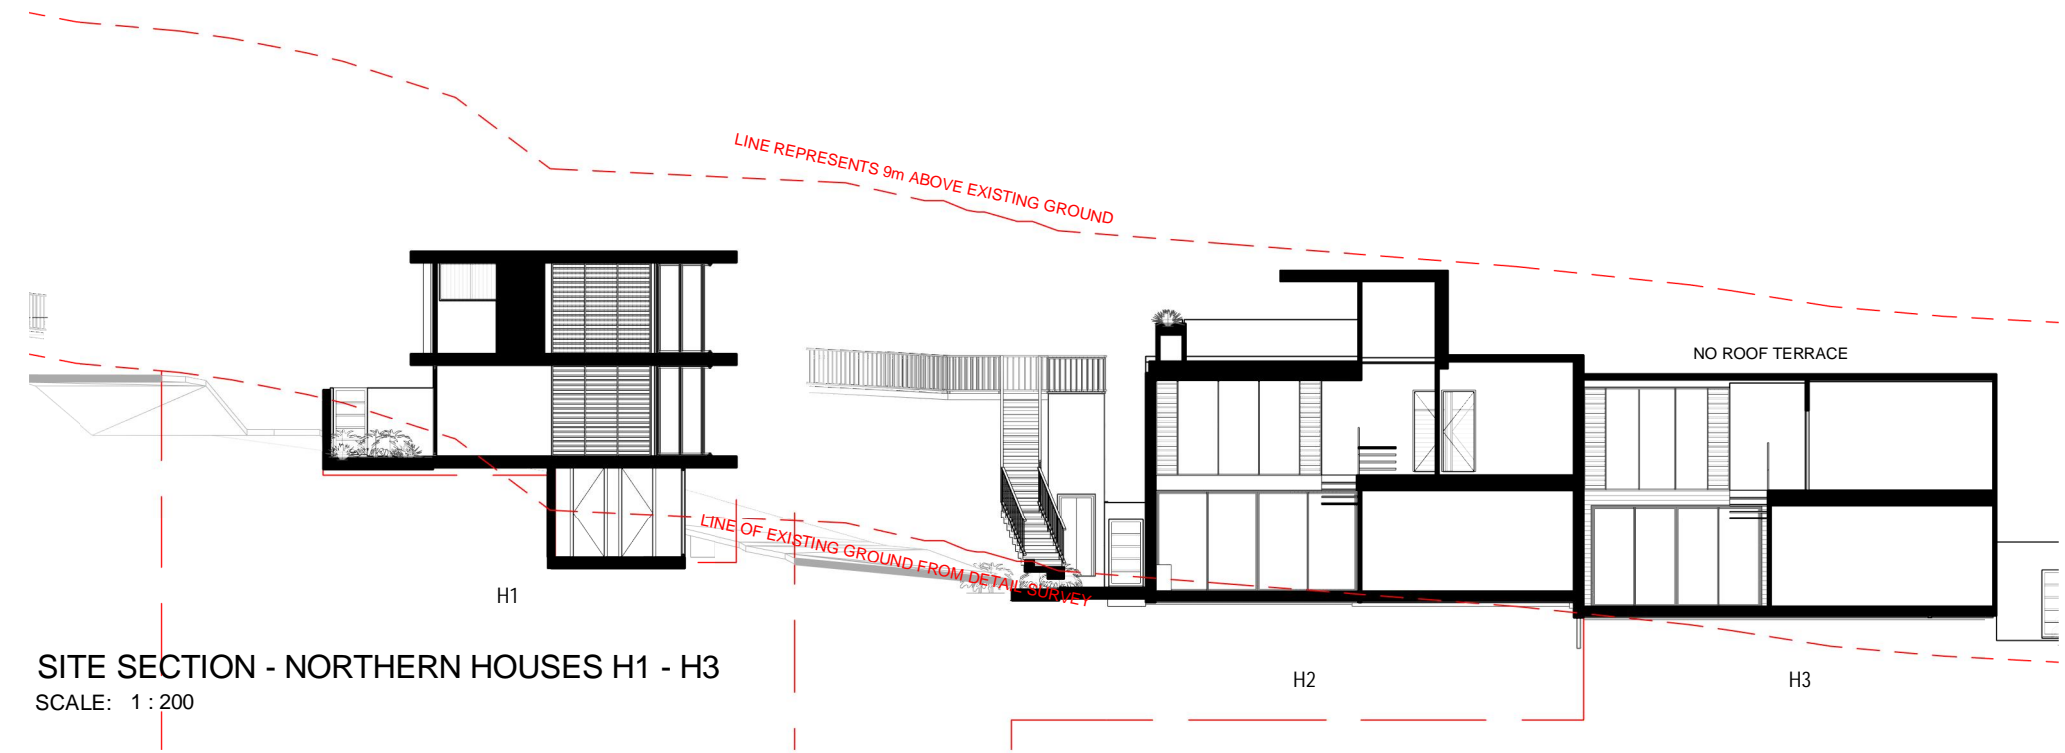 LINE REPRESENTS 9m ABOVE EXISTING GROUND
NO ROOF TERRACE
LINE OF EXISTING GROUND FROM DETAIL SURVEY
H1
H2
H3
SITE SECTION - NORTHERN HOUSES H1 - H3
SCALE: 1 : 200